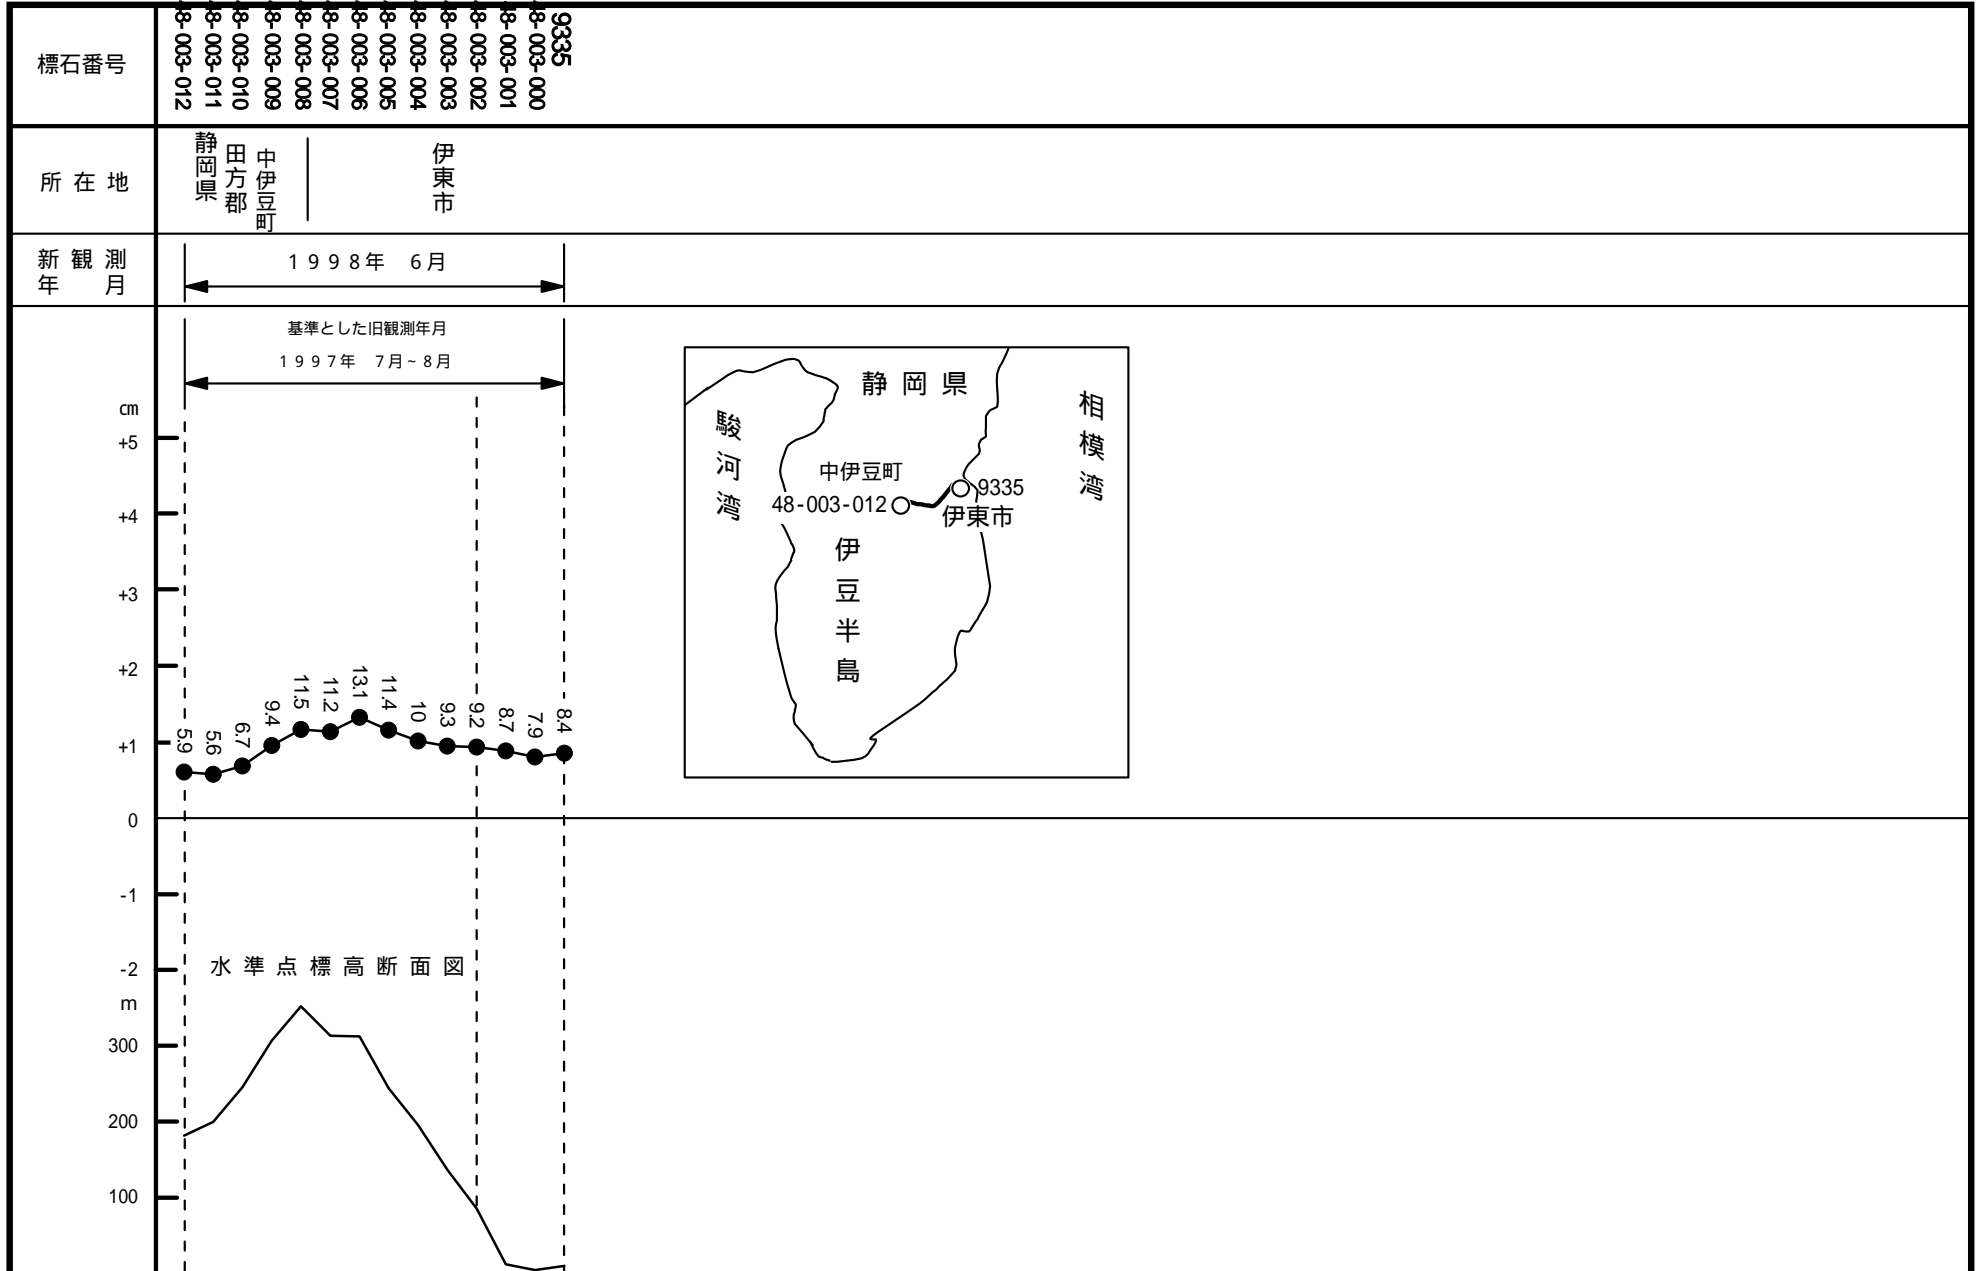 標石番号
48-003-012
48-003-011
48-003-010
48-003-009
48-003-008
48-003-007
48-003-006
48-003-005
48-003-004
48-003-003
48-003-002
48-003-001
48-003-000
9335
所在地
静岡県
田方郡
中伊豆町
伊東市
新観測
年 月
1998年 6月
基準とした旧観測年月
1997年 7月~8月
cm
+5
+4
+3
+2
+1
0
-1
-2
5.9
5.6
6.7
9.4
11.5
11.2
13.1
11.4
10
9.3
9.2
8.7
7.9
8.4
静岡県
駿河湾
相模湾
中伊豆町
48-003-012
9335
伊東市
伊豆半島
水準点標高断面図
m
300
200
100